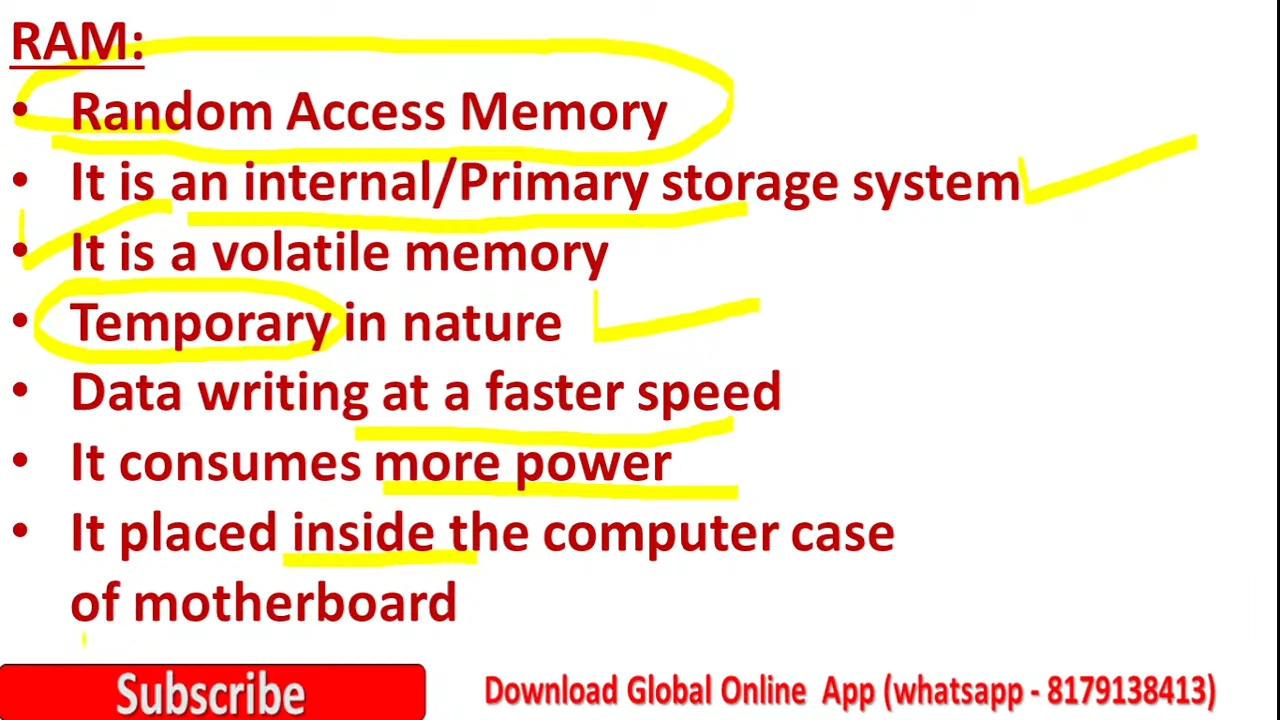 RAM:
• Random Access Memory
• It is an internal/Primary storage system
• It is a volatile memory
• Temporary in nature
• Data writing at a faster speed
• It consumes more power
• It placed inside the computer case
of motherboard
Subscribe
Download Global Online App (whatsapp - 8179138413)